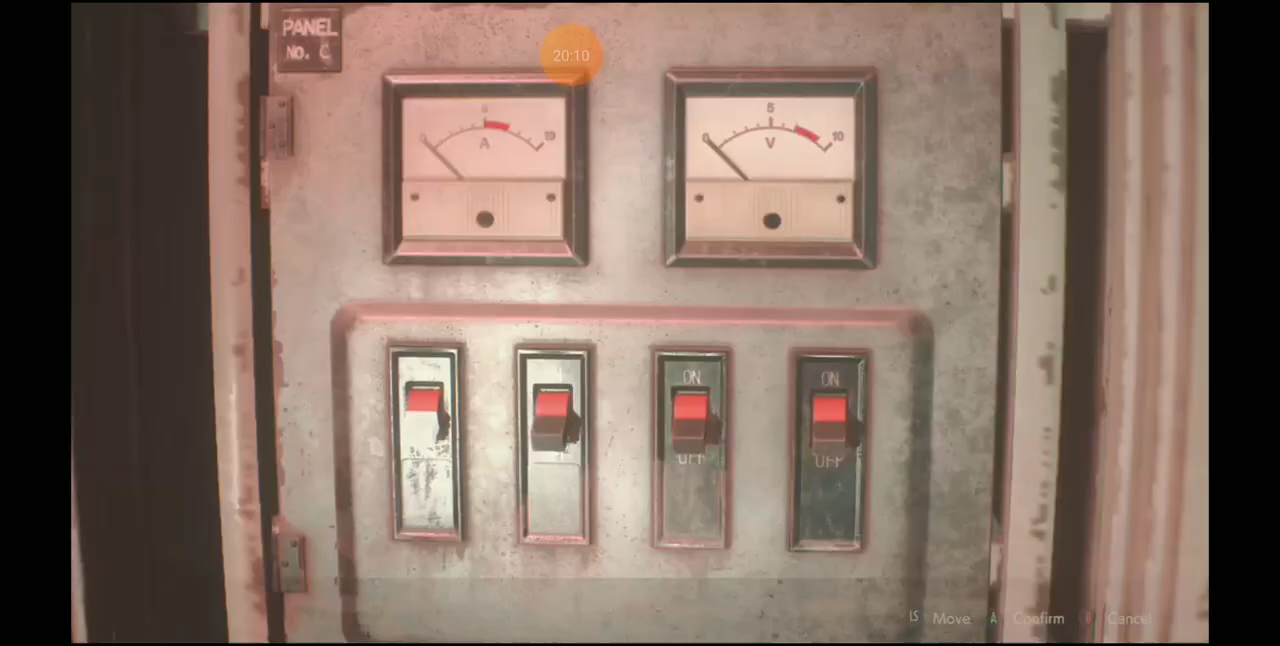 PANEL
No. C
20:10
0 5 10
A
0 5 10
V
ON
OFF
ON
OFF
LS Move A Confirm Cancel